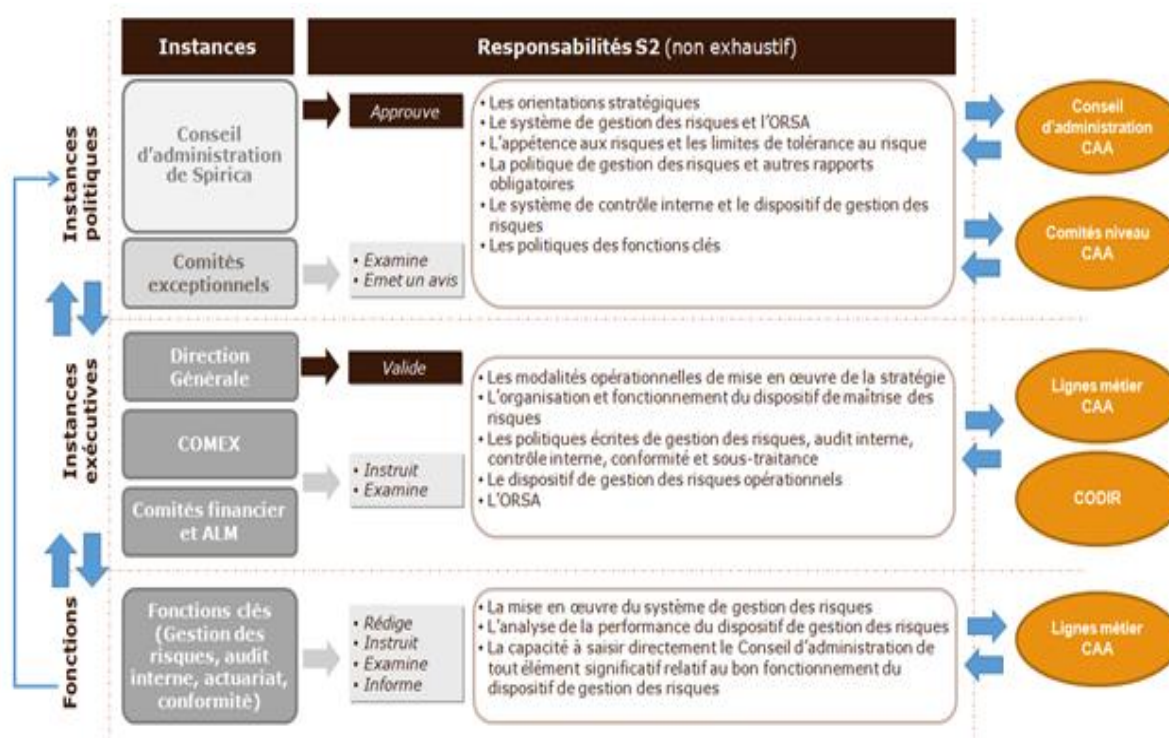 Instances
Responsabilités S2 (non exhaustif)
Instances
politiques
Conseil
d'administration
de Spirica
Approuve
• Les orientations stratégiques
• Le système de gestion des risques et l'ORSA
• L'appétence aux risques et les limites de tolérance au risque
• La politique de gestion des risques et autres rapports
obligatoires
• Le système de contrôle interne et le dispositif de gestion des
risques
• Les politiques des fonctions clés
Conseil
d'administration
CAA
Comités
exceptionnels
• Examine
• Emet un avis
Comités niveau
CAA
Instances
exécutives
Direction
Générale
Valide
COMEX
Comités financier
et ALM
• Instruit
• Examine
• Les modalités opérationnelles de mise en œuvre de la stratégie
• L'organisation et fonctionnement du dispositif de maîtrise des
risques
• Les politiques écrites de gestion des risques, audit interne,
contrôle interne, conformité et sous-traitance
• Le dispositif de gestion des risques opérationnels
• L'ORSA
Lignes métier
CAA
CODIR
Fonctions
Fonctions clés
(Gestion des
risques, audit
interne, actuariat,
conformité)
• Rédige
• Instruit
• Examine
• Informe
• La mise en œuvre du système de gestion des risques
• L'analyse de la performance du dispositif de gestion des risques
• La capacité à saisir directement le Conseil d'administration de
tout élément significatif relatif au bon fonctionnement du
dispositif de gestion des risques
Lignes métier
CAA